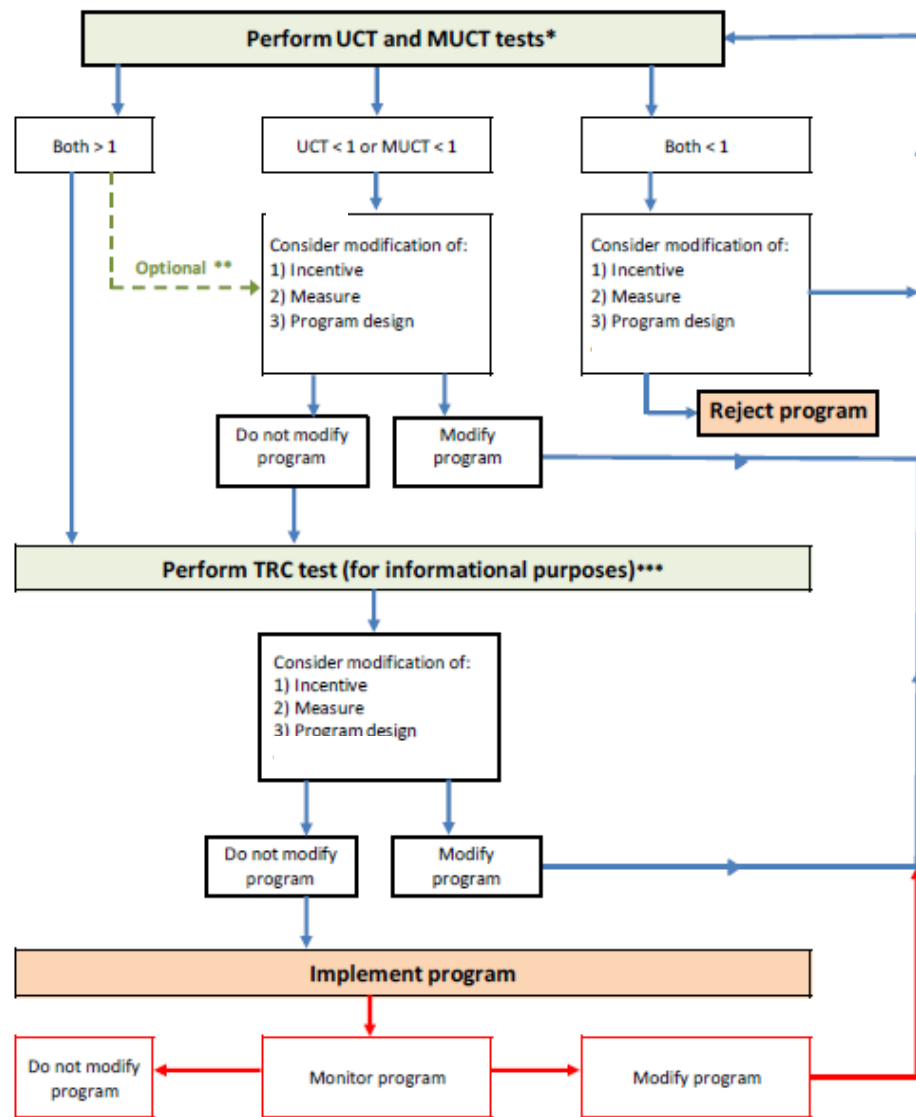 Perform UCT and MUCT tests*
Both > 1
UCT < 1 or MUCT < 1
Both < 1
Optional **
Consider modification of:
1) Incentive
2) Measure
3) Program design
Consider modification of:
1) Incentive
2) Measure
3) Program design
Reject program
Do not modify
program
Modify
program
Perform TRC test (for informational purposes)***
Consider modification of:
1) Incentive
2) Measure
3) Program design
Do not modify
program
Modify
program
Implement program
Do not modify
program
Monitor program
Modify program